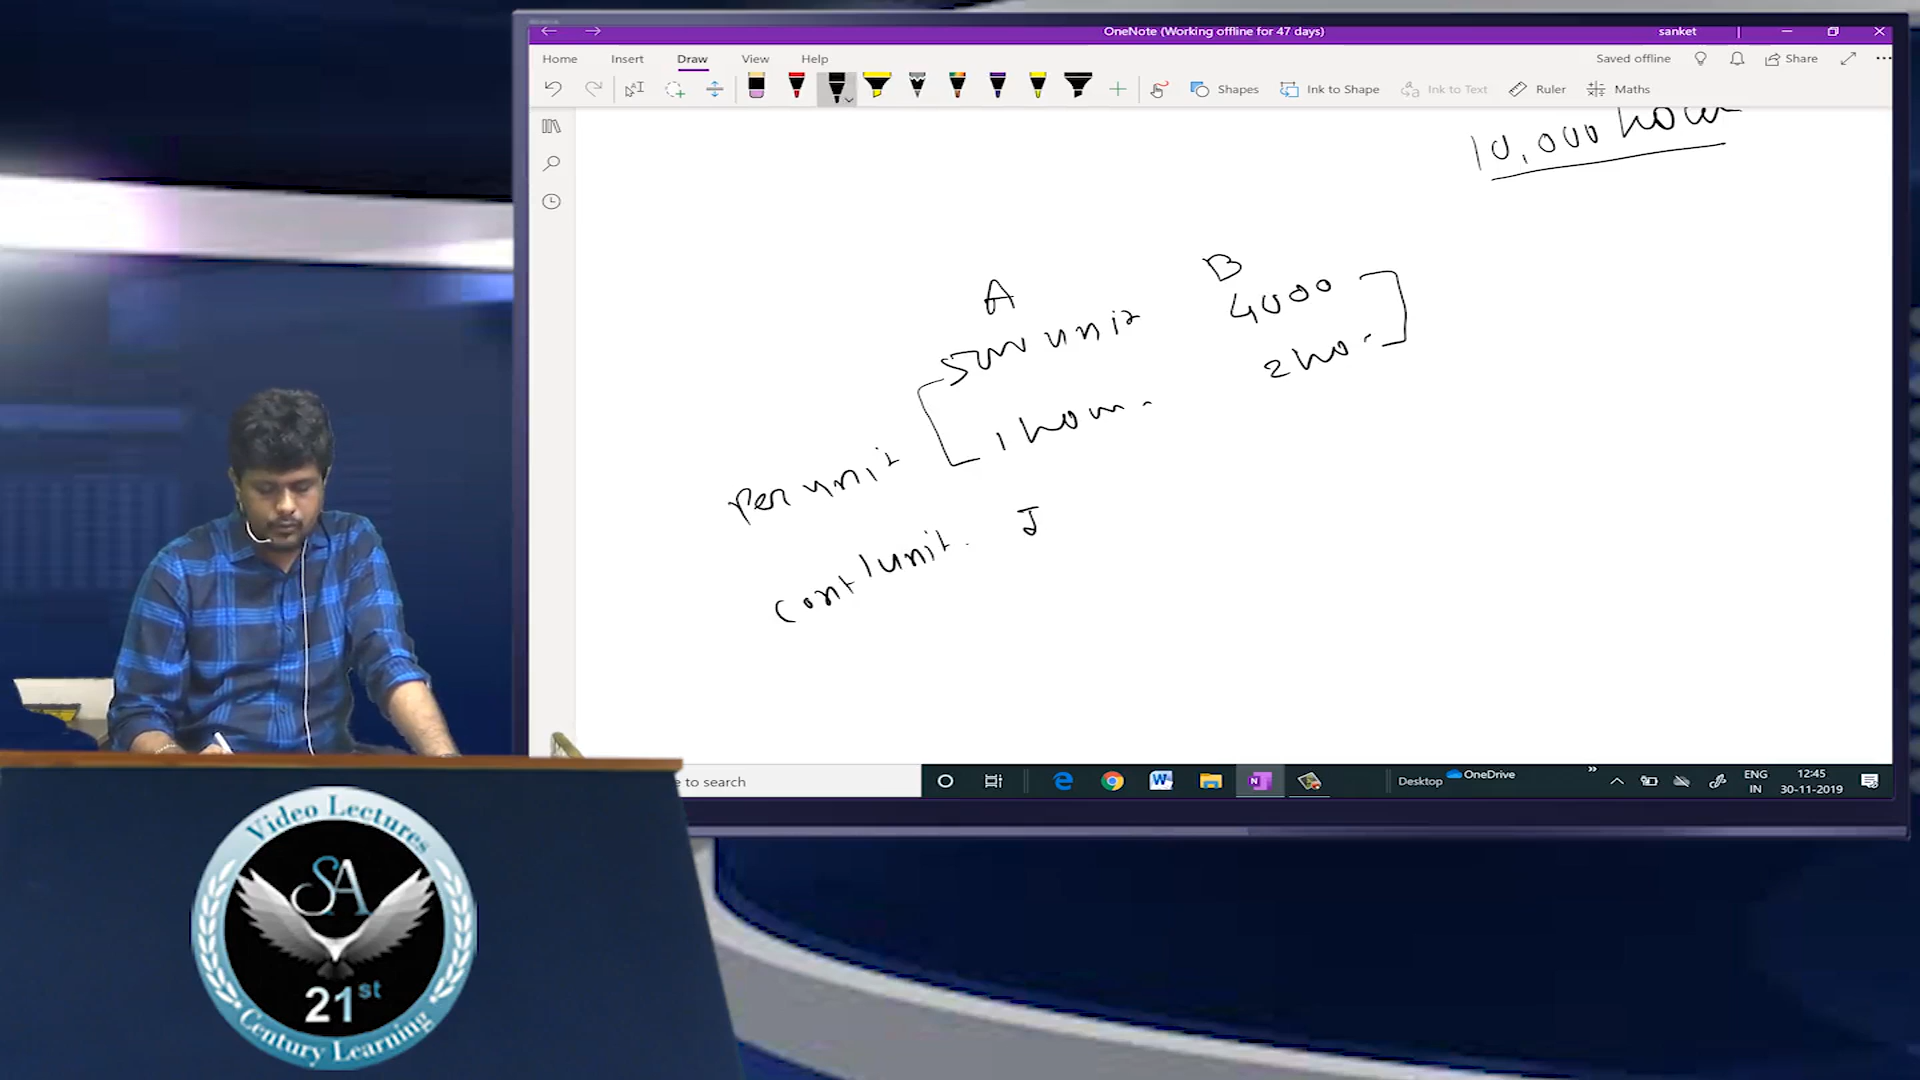 OneNote (Working offline for 47 days)
sanket
Home Insert Draw View Help
Saved offline
Share
Shapes
Ink to Shape
Ink to Text
Ruler
Maths
10,000 hour
A
B
5000 unit
4000
1 hour.
2 ho.
per unit
cont/unit.
e to search
Desktop
OneDrive
ENG
IN
12:45
30-11-2019
Video Lectures
SA
21st
Century Learning